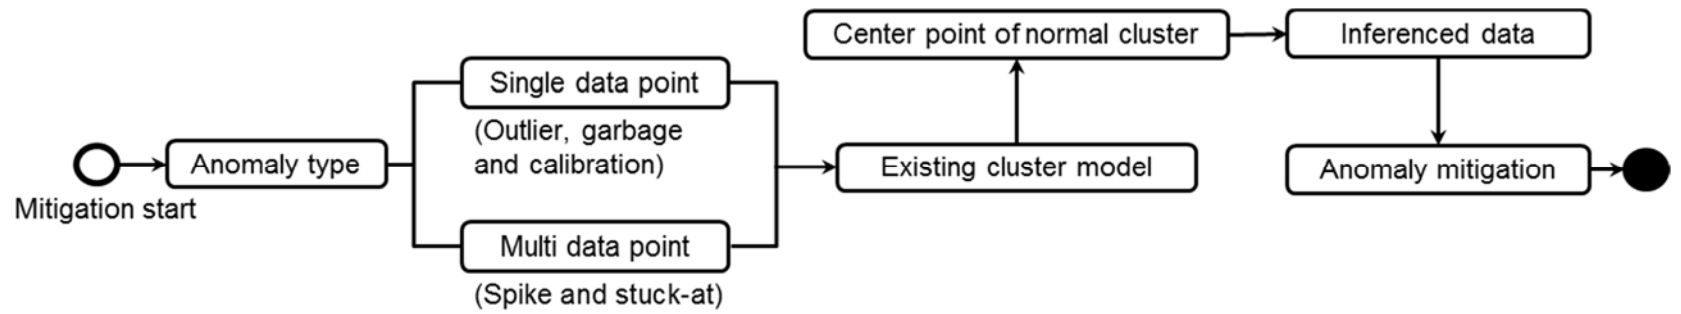 Mitigation start
Anomaly type
Single data point
(Outlier, garbage
and calibration)
Multi data point
(Spike and stuck-at)
Existing cluster model
Center point of normal cluster
Inferenced data
Anomaly mitigation